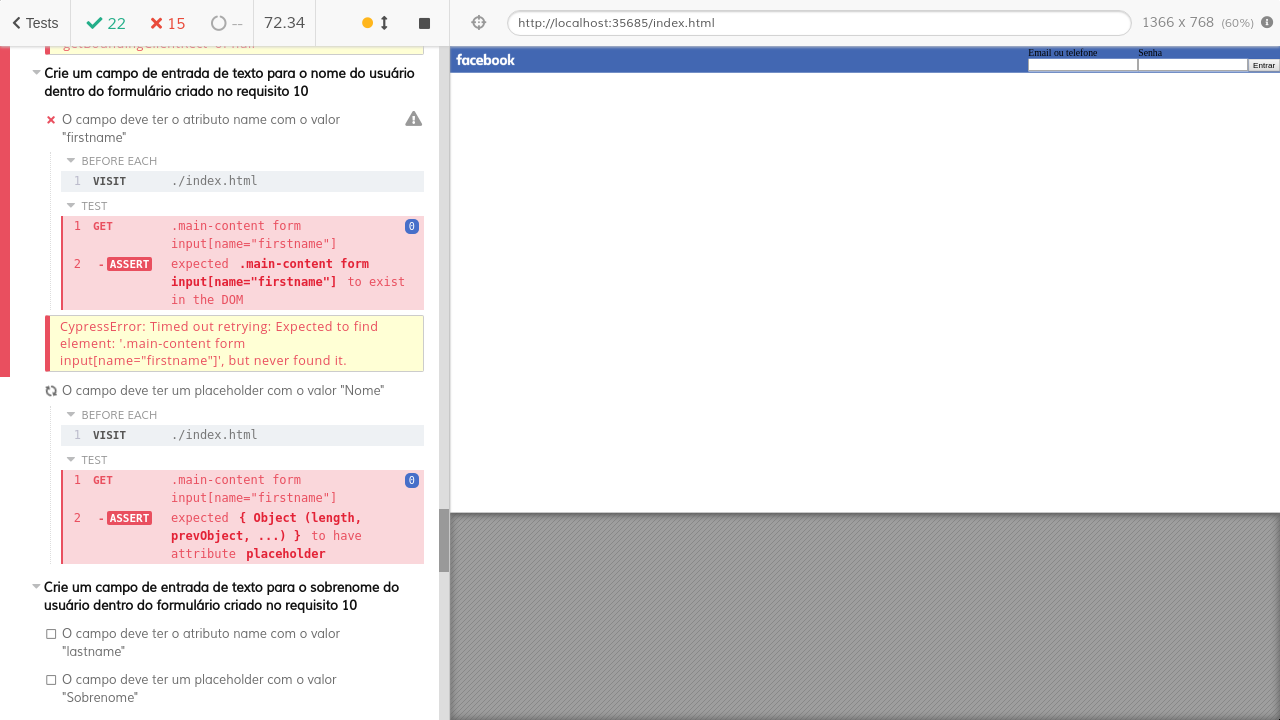 Tests
22
15
--
72.34
http://localhost:35685/index.html
1366 x 768 (60%)
getBoundingClientRect' of null
Crie um campo de entrada de texto para o nome do usuário
dentro do formulário criado no requisito 10
O campo deve ter o atributo name com o valor
"firstname"
BEFORE EACH
1 VISIT ./index.html
TEST
1 GET .main-content form 0
input[name="firstname"]
2 -ASSERT expected .main-content form
input[name="firstname"] to exist
in the DOM
CypressError: Timed out retrying: Expected to find
element: '.main-content form
input[name="firstname"]', but never found it.
O campo deve ter um placeholder com o valor "Nome"
BEFORE EACH
1 VISIT ./index.html
TEST
1 GET .main-content form 0
input[name="firstname"]
2 -ASSERT expected { Object (length,
prevObject, ...) } to have
attribute placeholder
Crie um campo de entrada de texto para o sobrenome do
usuário dentro do formulário criado no requisito 10
O campo deve ter o atributo name com o valor
"lastname"
O campo deve ter um placeholder com o valor
"Sobrenome"
facebook
Email ou telefone
Senha
Entrar